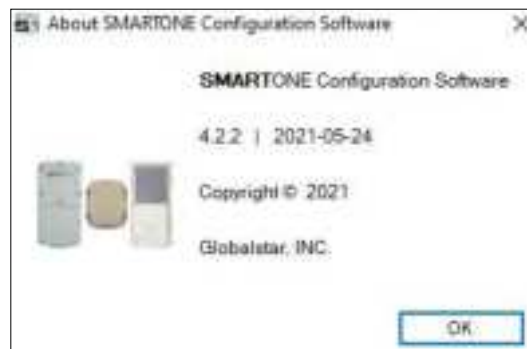 About SMARTONE Configuration Software
SMARTONE Configuration Software
4.2.2 | 2021-05-24
Copyright © 2021
Globalstar, INC.
OK